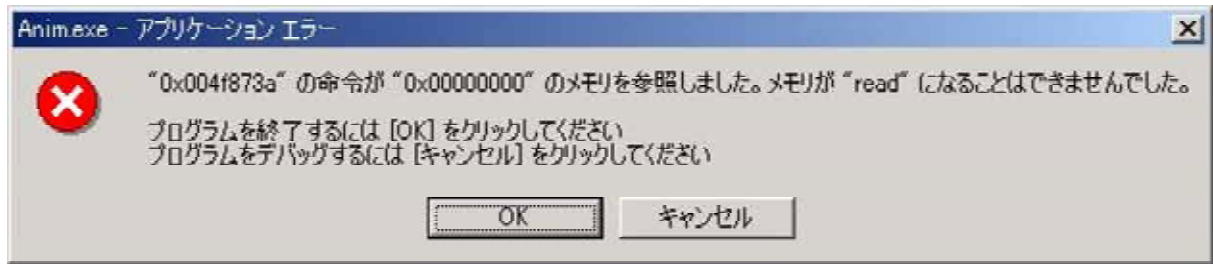 Anim.exe - アプリケーション エラー
"0x004f873a" の命令が "0x00000000" のメモリを参照しました。メモリが "read" になることはできませんでした。
プログラムを終了するには [OK] をクリックしてください
プログラムをデバッグするには [キャンセル] をクリックしてください
OK
キャンセル